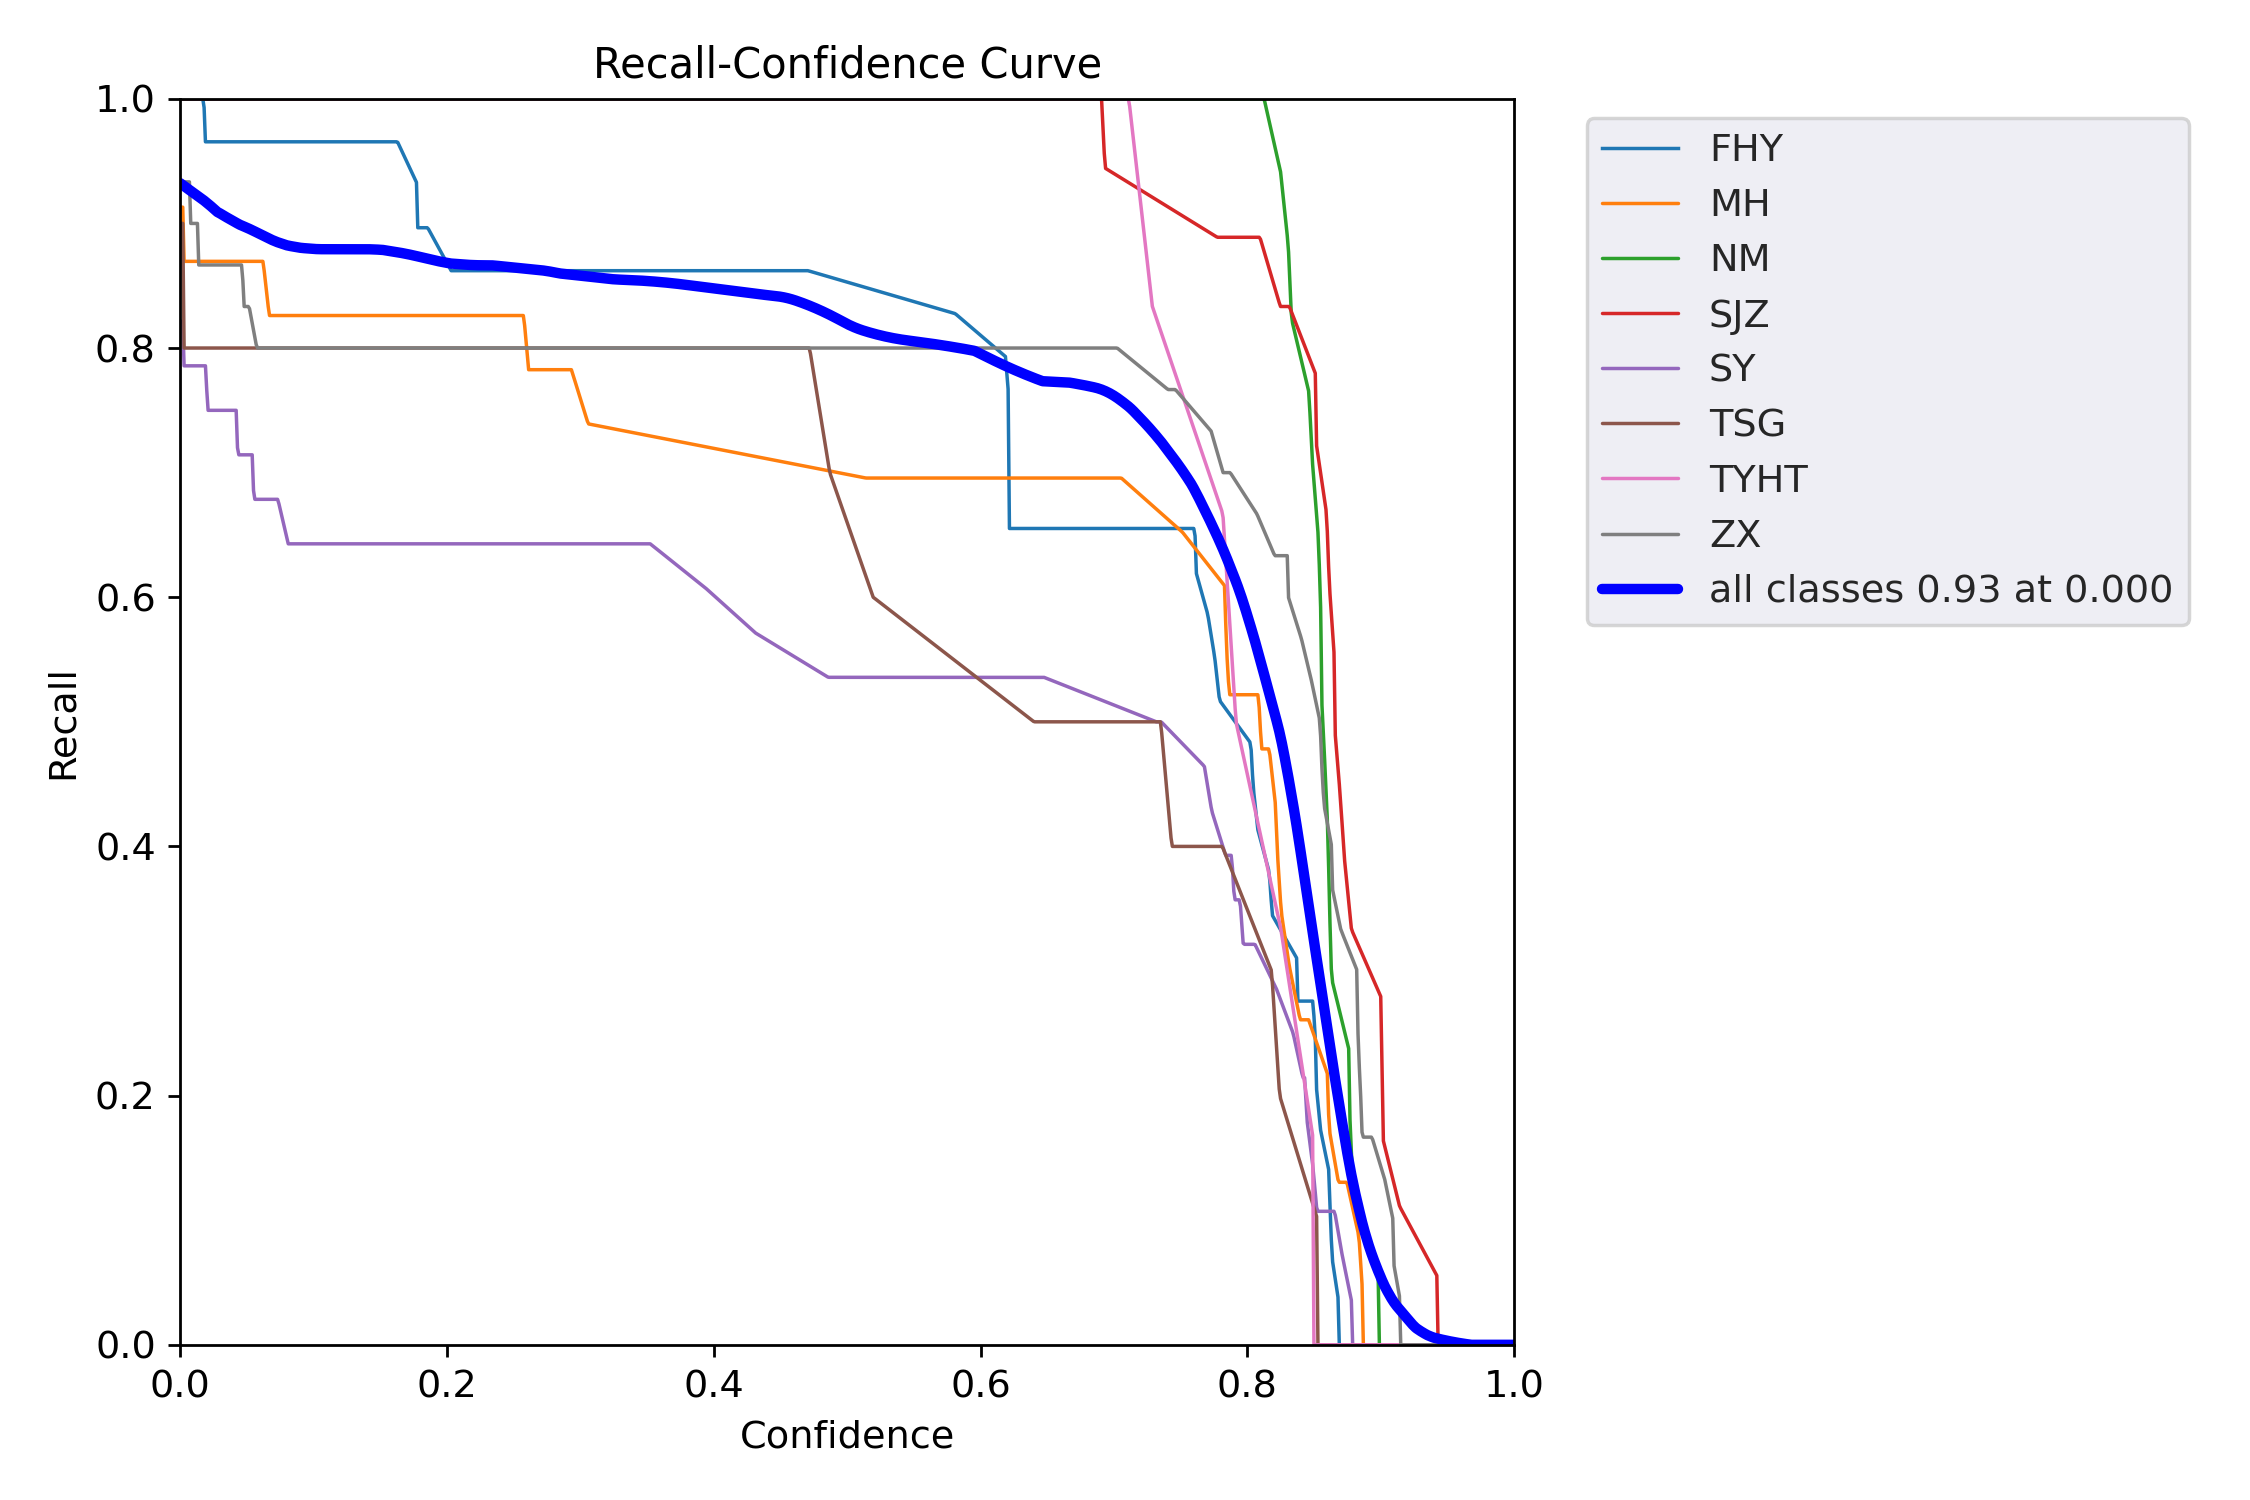 Recall-Confidence Curve
1.0
0.8
0.6
0.4
0.2
0.0
Recall
0.0 0.2 0.4 0.6 0.8 1.0
Confidence
FHY
MH
NM
SJZ
SY
TSG
TYHT
ZX
all classes 0.93 at 0.000